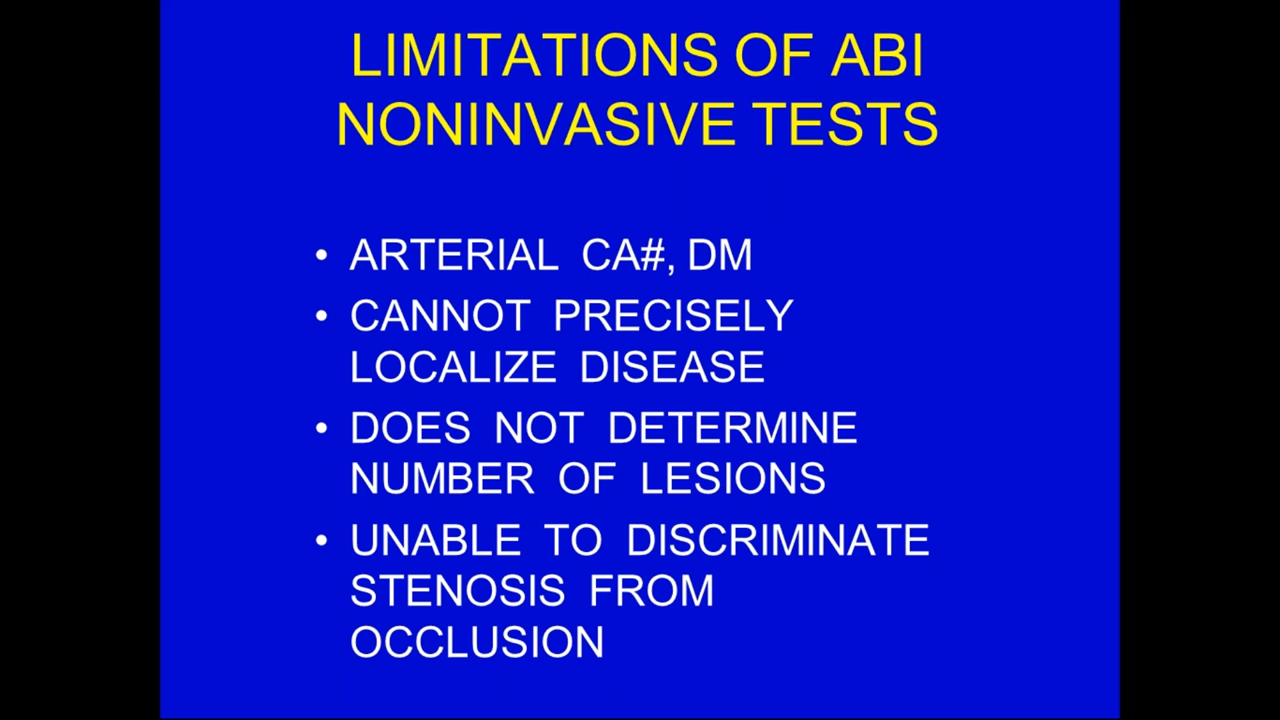 LIMITATIONS OF ABI
NONINVASIVE TESTS
• ARTERIAL CA#, DM
• CANNOT PRECISELY
LOCALIZE DISEASE
• DOES NOT DETERMINE
NUMBER OF LESIONS
• UNABLE TO DISCRIMINATE
STENOSIS FROM
OCCLUSION